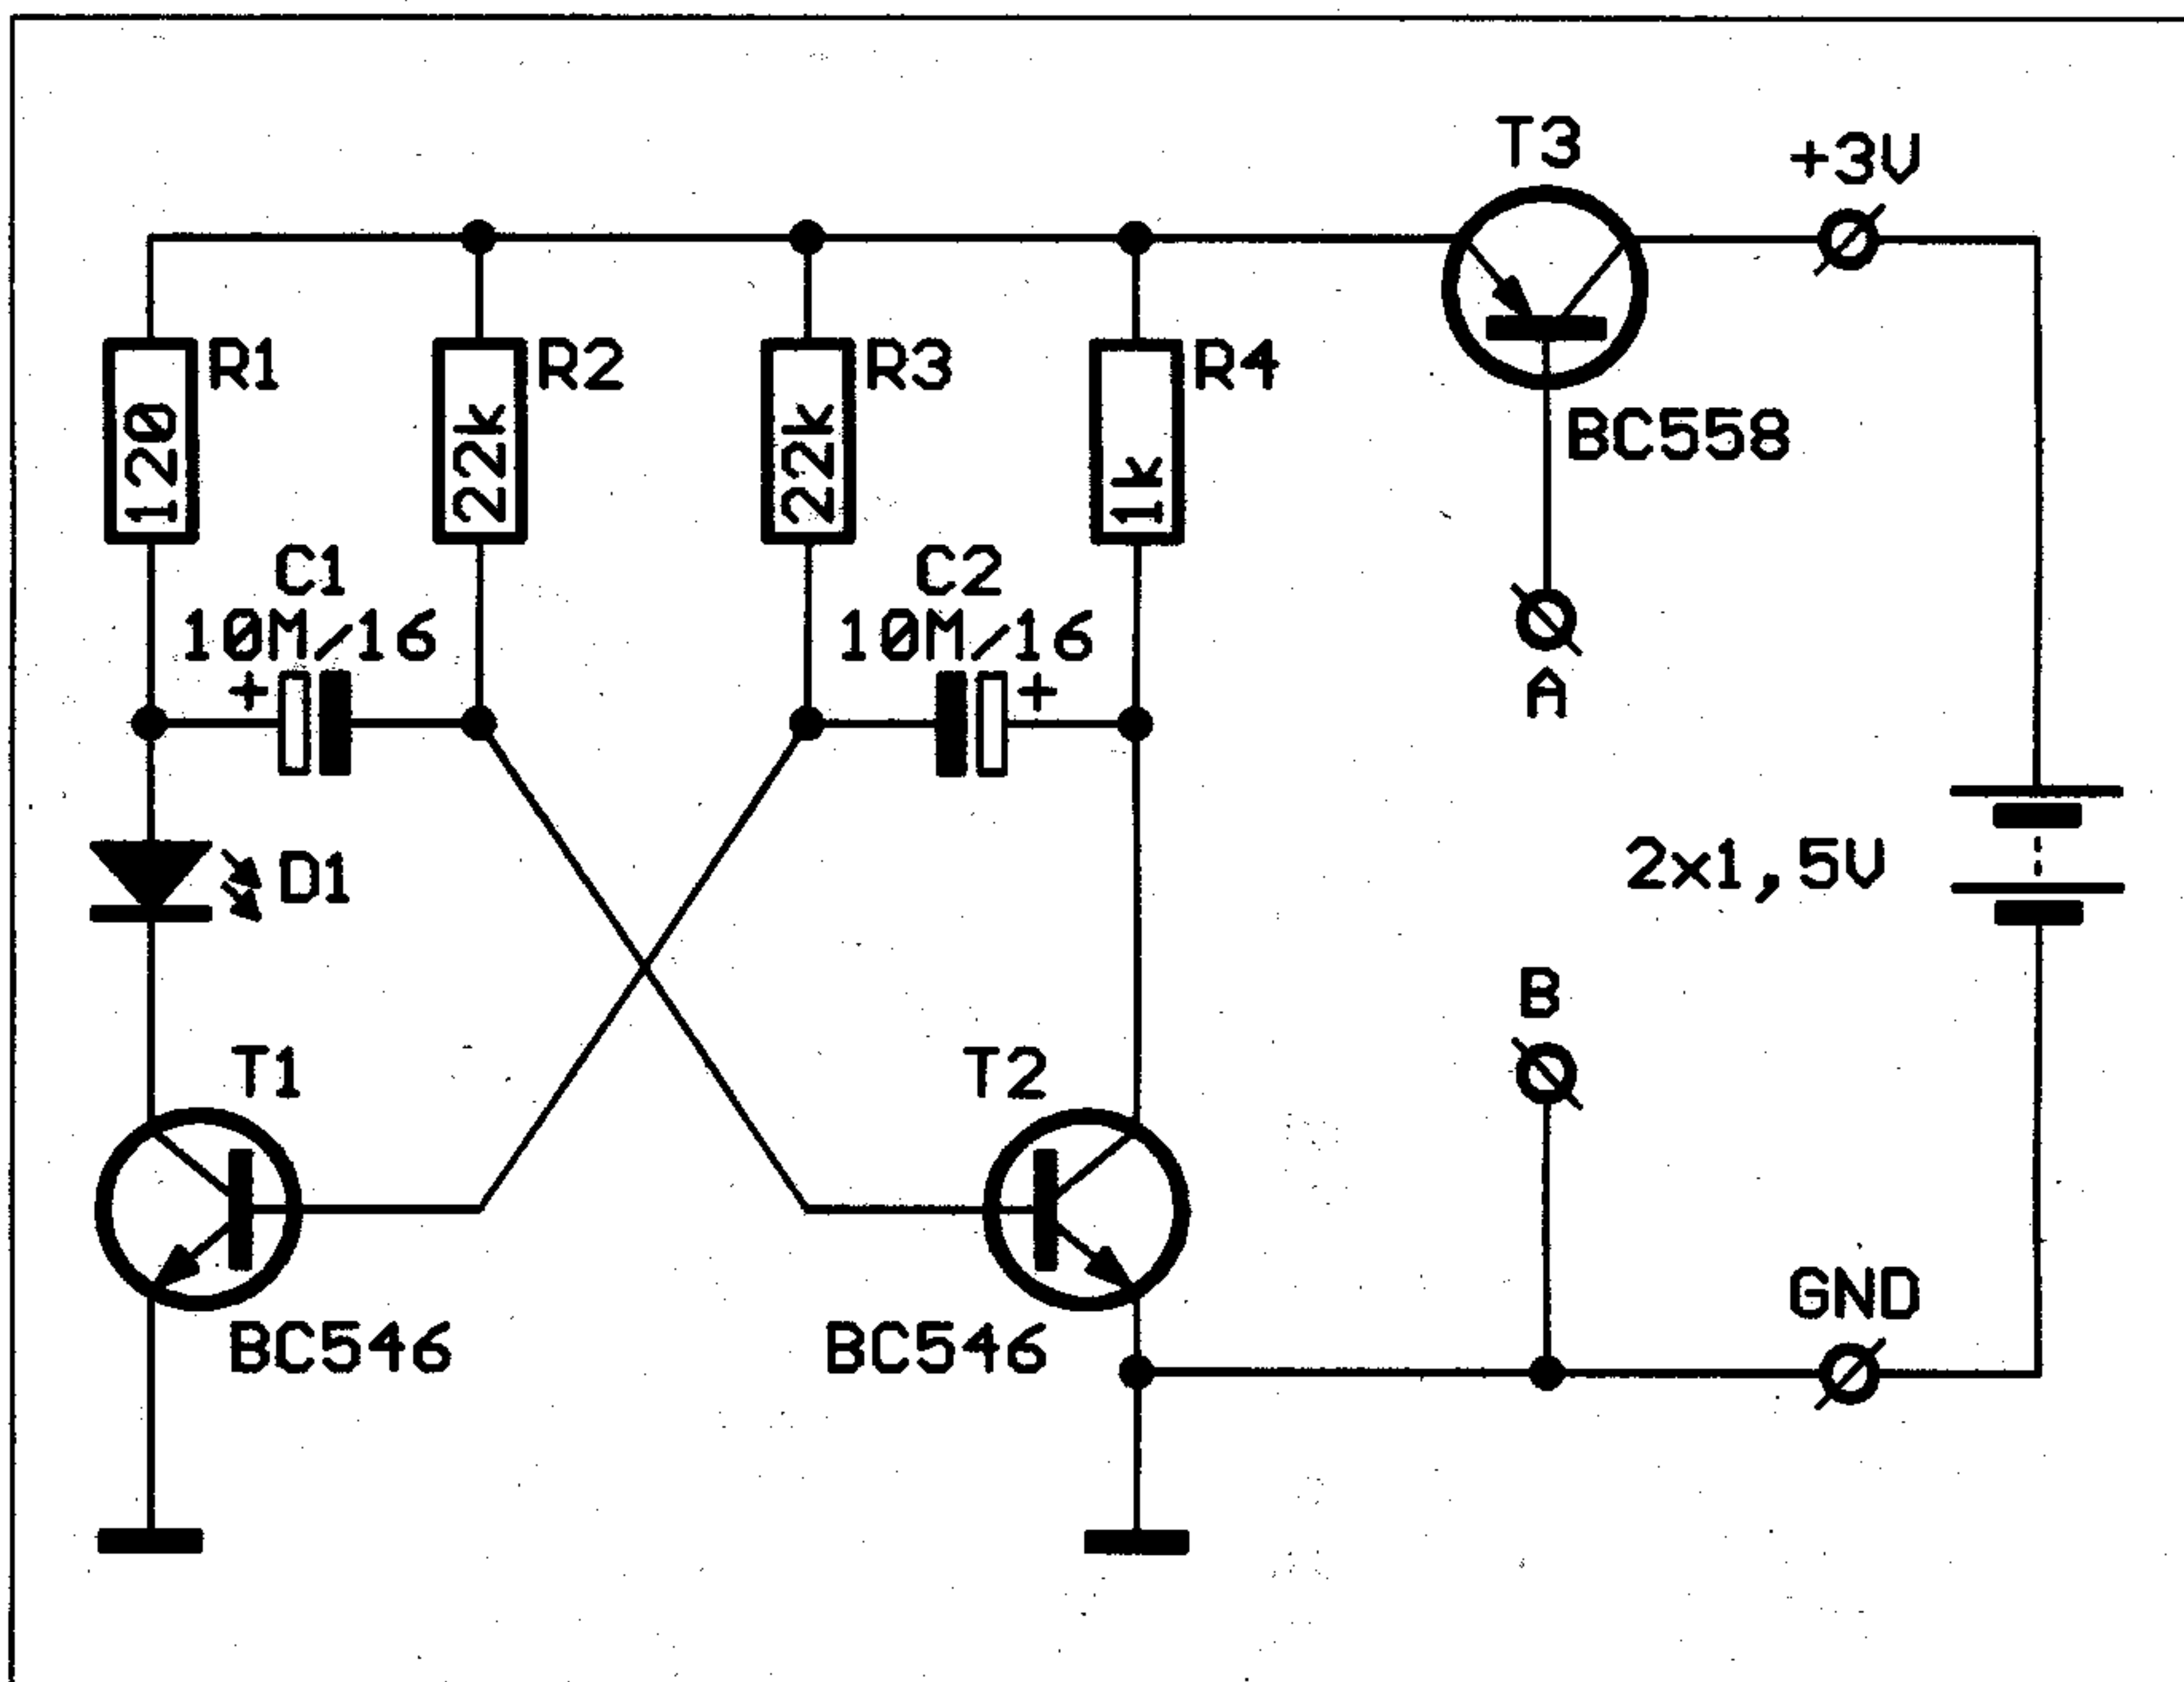 T3
+3V
R1
R2
R3
R4
120
22k
22k
1k
BC558
C1
10M/16
+
C2
10M/16
+
A
D1
2x1,5V
B
T1
T2
GND
BC546
BC546